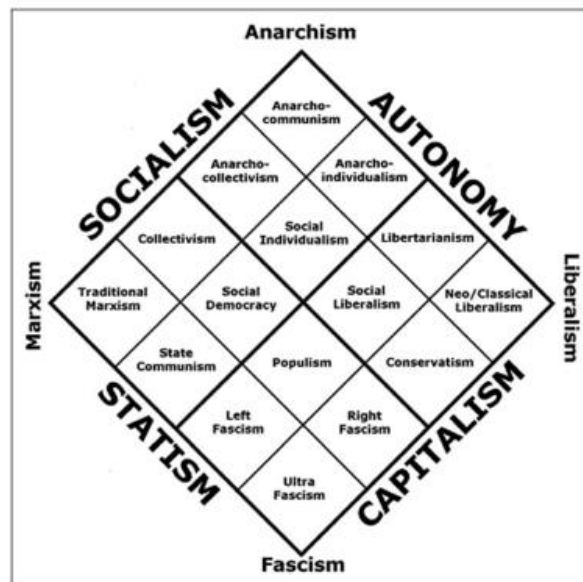 Anarchism
SOCIALISM
AUTONOMY
Anarcho-
communism
Anarcho-
collectivism
Anarcho-
individualism
Collectivism
Social
Individualism
Libertarianism
Marxism
Traditional
Marxism
Social
Democracy
Social
Liberalism
Neo/Classical
Liberalism
Liberalism
State
Communism
Populism
Conservatism
STATISM
Left
Fascism
Right
Fascism
CAPITALISM
Ultra
Fascism
Fascism